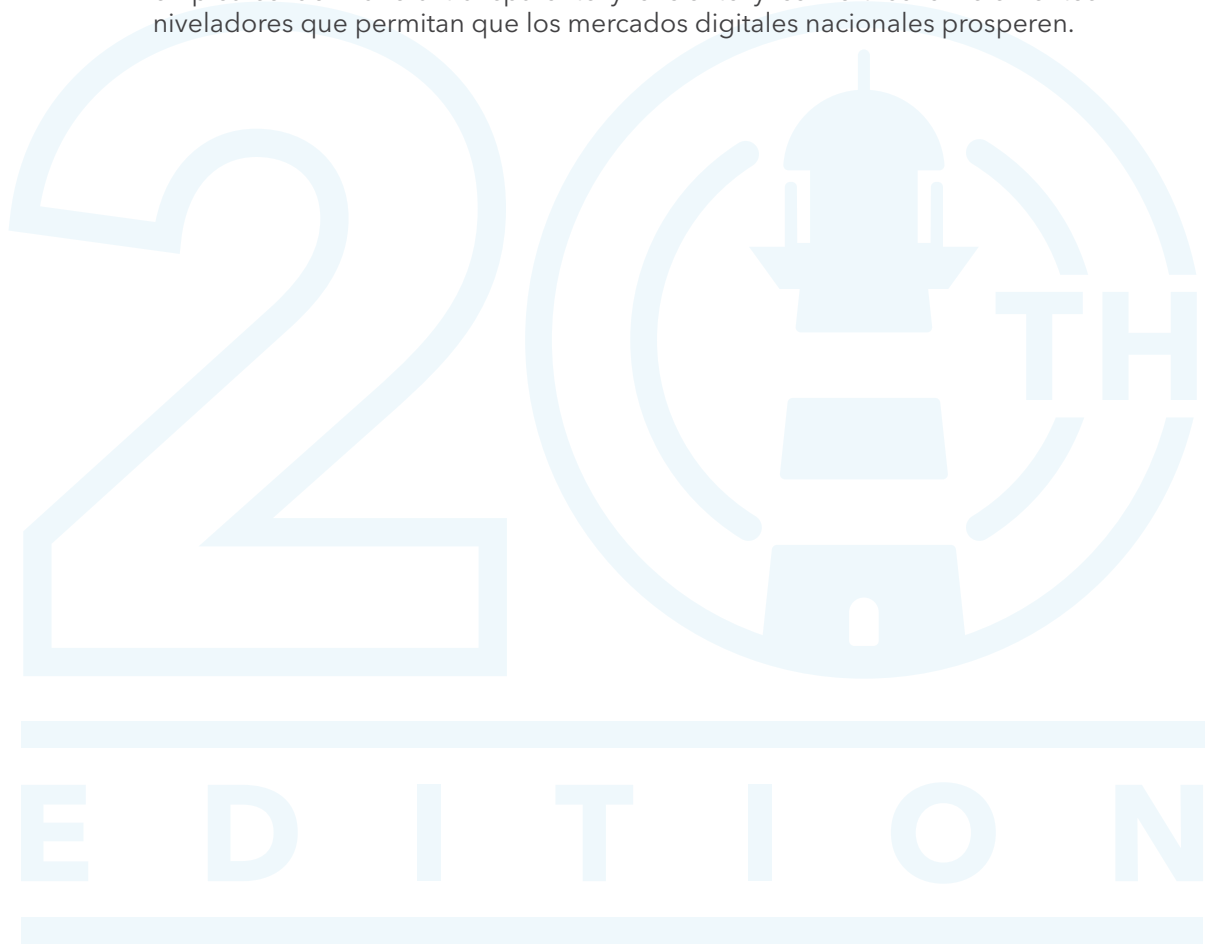 niveladores que permitan que los mercados digitales nacionales prosperen.
20
TH
EDITION